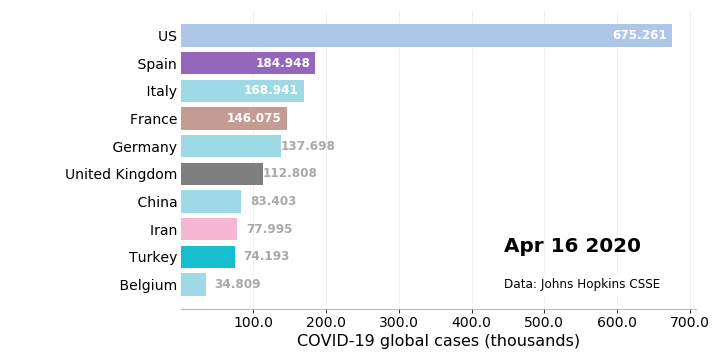 US 675.261
Spain 184.948
Italy 168.941
France 146.075
Germany 137.698
United Kingdom 112.808
China 83.403
Iran 77.995
Turkey 74.193
Belgium 34.809
Apr 16 2020
Data: Johns Hopkins CSSE
100.0 200.0 300.0 400.0 500.0 600.0 700.0
COVID-19 global cases (thousands)